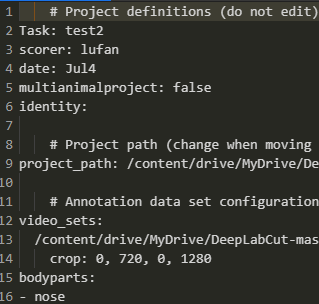 1 # Project definitions (do not edit)
2 Task: test2
3 scorer: lufan
4 date: Jul4
5 multianimalproject: false
6 identity:
7
8 # Project path (change when moving
9 project_path: /content/drive/MyDrive/De
10
11 # Annotation data set configuration
12 video_sets:
13 /content/drive/MyDrive/DeepLabCut-mas
14 crop: 0, 720, 0, 1280
15 bodyparts:
16 - nose